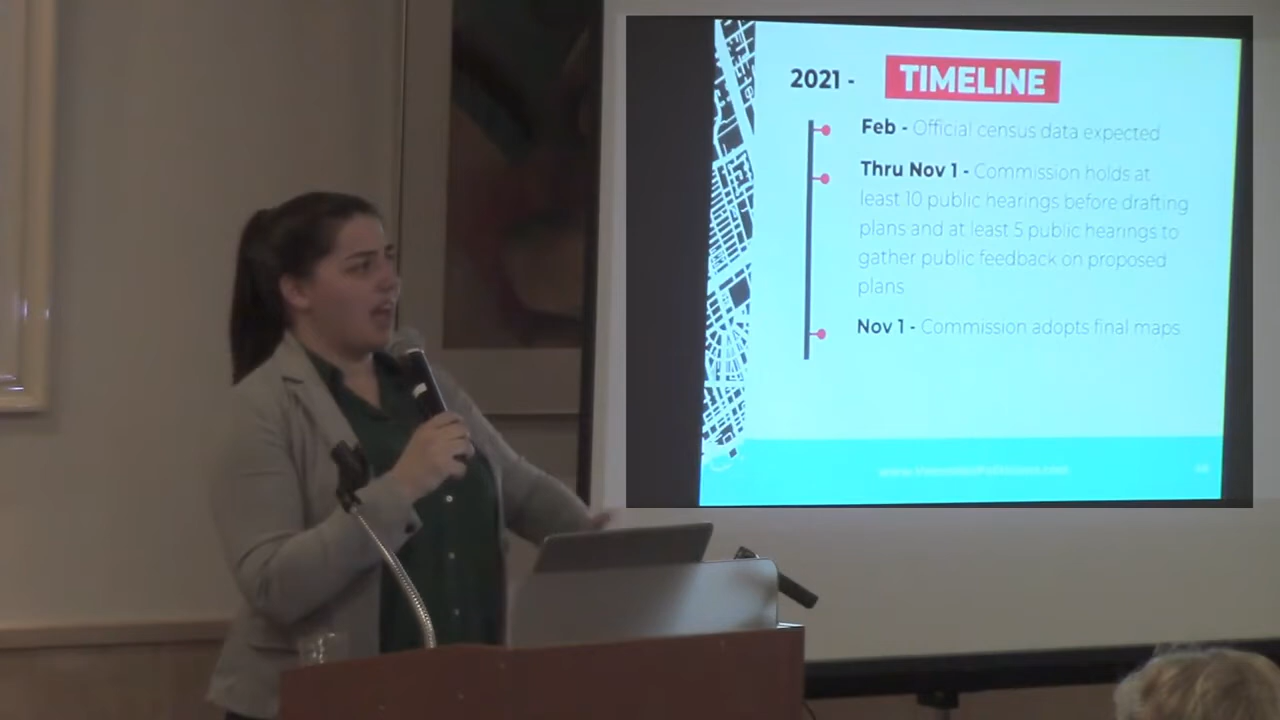 2021 - TIMELINE
Feb - Official census data expected
Thru Nov 1 - Commission holds at
least 10 public hearings before drafting
plans and at least 5 public hearings to
gather public feedback on proposed
plans
Nov 1 - Commission adopts final maps